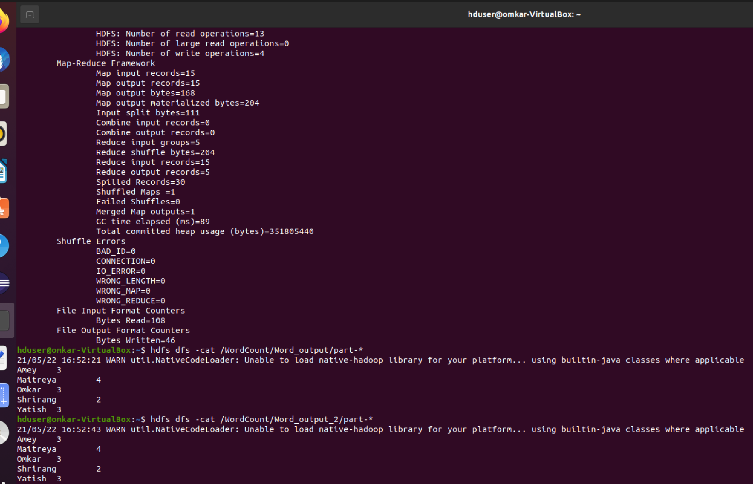 hduser@omkar-VirtualBox: ~
HDFS: Number of read operations=13
HDFS: Number of large read operations=0
HDFS: Number of write operations=4
Map-Reduce Framework
Map input records=15
Map output records=15
Map output bytes=168
Map output materialized bytes=204
Input split bytes=111
Combine input records=0
Combine output records=0
Reduce input groups=5
Reduce shuffle bytes=204
Reduce input records=15
Reduce output records=5
Spilled Records=30
Shuffled Maps =1
Failed Shuffles=0
Merged Map outputs=1
GC time elapsed (ms)=89
Total committed heap usage (bytes)=351805440
Shuffle Errors
BAD_ID=0
CONNECTION=0
IO_ERROR=0
WRONG_LENGTH=0
WRONG_MAP=0
WRONG_REDUCE=0
File Input Format Counters
Bytes Read=108
File Output Format Counters
Bytes Written=46
hduser@omkar-VirtualBox:~$ hdfs dfs -cat /WordCount/Word_output/part-*
21/05/22 16:52:21 WARN util.NativeCodeLoader: Unable to load native-hadoop library for your platform... using builtin-java classes where applicable
Amey 3
Maitreya 4
Omkar 3
Shrirang 2
Yatish 3
hduser@omkar-VirtualBox:~$ hdfs dfs -cat /WordCount/Word_output_2/part-*
21/05/22 16:52:43 WARN util.NativeCodeLoader: Unable to load native-hadoop library for your platform... using builtin-java classes where applicable
Amey 3
Maitreya 4
Omkar 3
Shrirang 2
Yatish 3